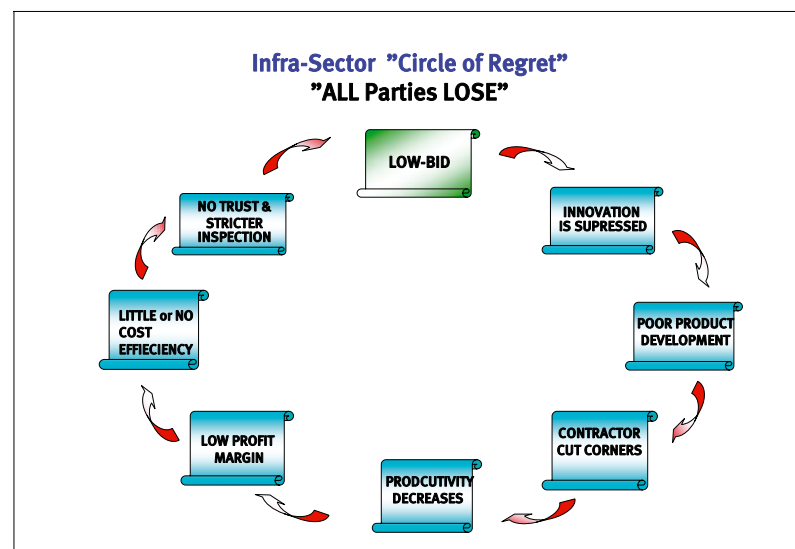 Infra-Sector ”Circle of Regret”
”ALL Parties LOSE”
LOW-BID
INNOVATION
IS SUPRESSED
POOR PRODUCT
DEVELOPMENT
CONTRACTOR
CUT CORNERS
PRODCUTIVITY
DECREASES
LOW PROFIT
MARGIN
LITTLE or NO
COST
EFFIECIENCY
NO TRUST &
STRICTER
INSPECTION